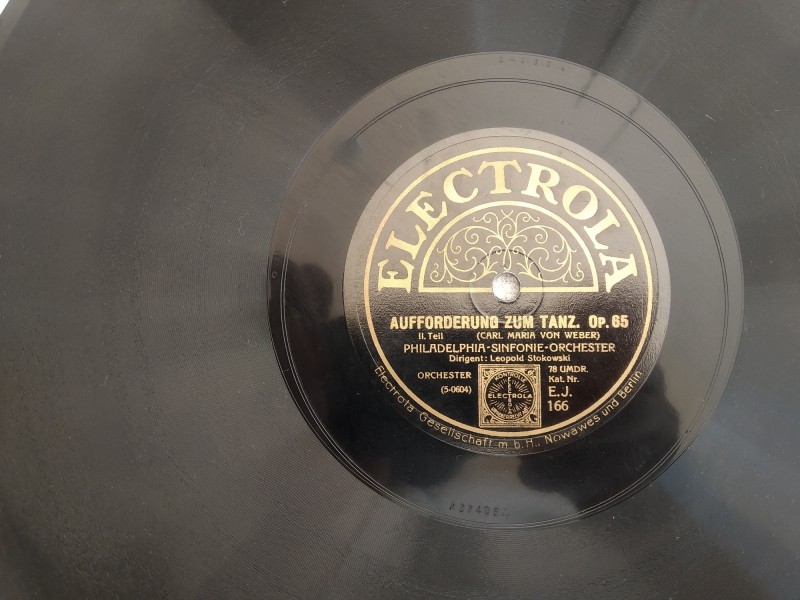 ELECTROLA
AUFFORDERUNG ZUM TANZ. OP. 65
II. Teil (CARL MARIA VON WEBER)
PHILADELPHIA-SINFONIE-ORCHESTER
Dirigent: Leopold Stokowski
ORCHESTER
(5-0604)
ELECTROLA
78 UMDR.
Kat. Nr.
E.J.
166
Electrola Gesellschaft m. b. H., Nowawes und Berlin